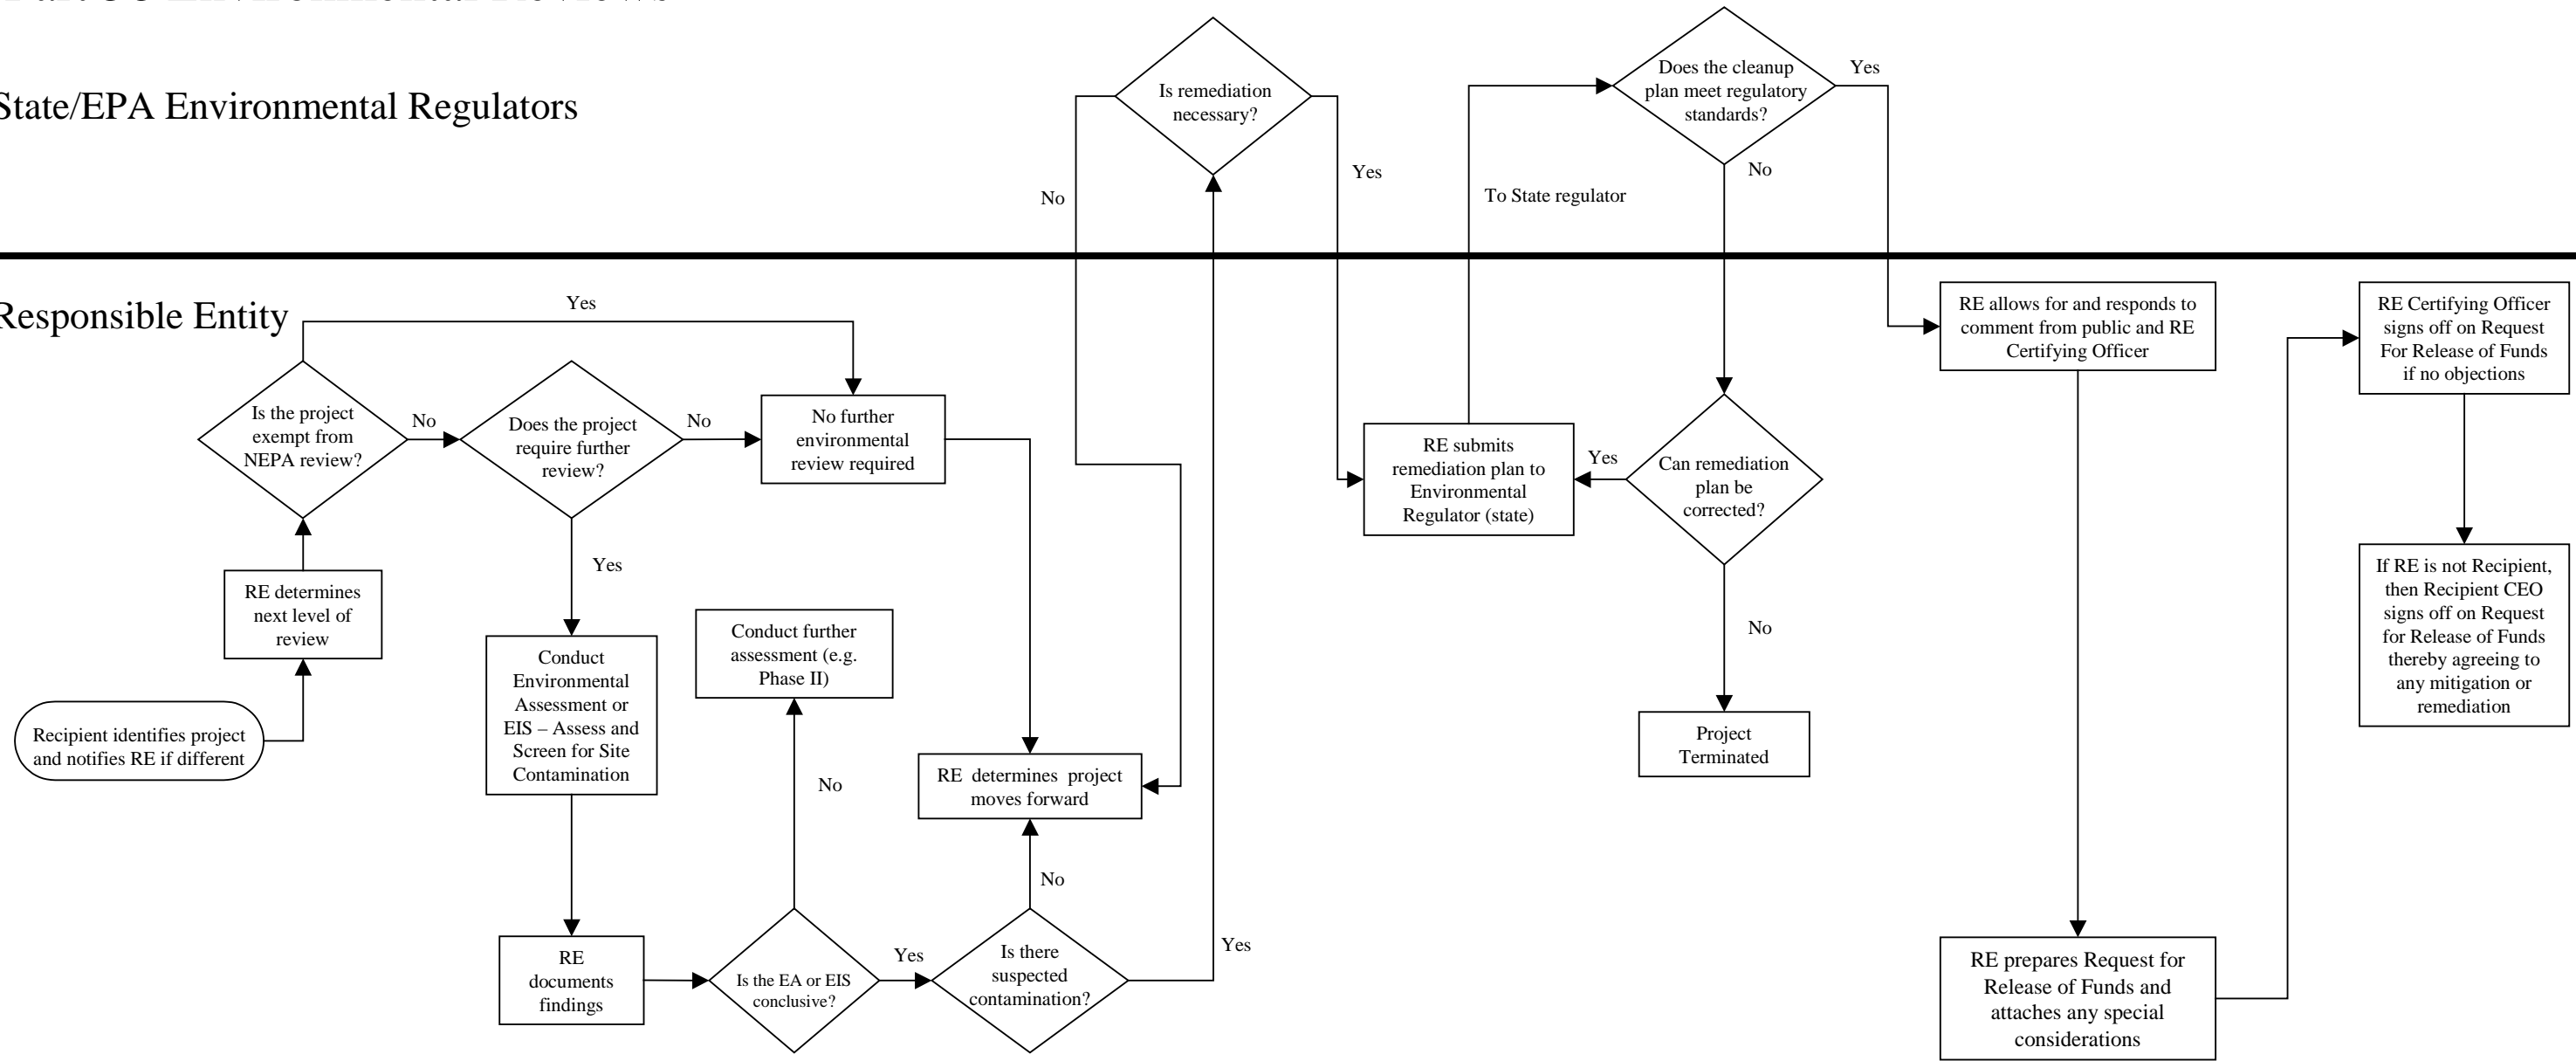 Part Environmental Reviews
State/EPA Environmental Regulators
Is remediation
necessary?
Does the cleanup
plan meet regulatory
standards?
Yes
No
Yes
No
To State regulator
Responsible Entity
Yes
Is the project
exempt from
NEPA review?
No
Does the project
require further
review?
No
No further
environmental
review required
Yes
RE determines
next level of
review
Recipient identifies project
and notifies RE if different
Conduct
Environmental
Assessment or
EIS – Assess and
Screen for Site
Contamination
RE
documents
findings
Conduct further
assessment (e.g.
Phase II)
No
Is the EA or EIS
conclusive?
Yes
Is there
suspected
contamination?
No
Yes
RE determines project
moves forward
RE submits
remediation plan to
Environmental
Regulator (state)
Yes
Can remediation
plan be
corrected?
No
Project
Terminated
RE allows for and responds to
comment from public and RE
Certifying Officer
RE prepares Request for
Release of Funds and
attaches any special
considerations
RE Certifying Officer
signs off on Request
For Release of Funds
if no objections
If RE is not Recipient,
then Recipient CEO
signs off on Request
for Release of Funds
thereby agreeing to
any mitigation or
remediation